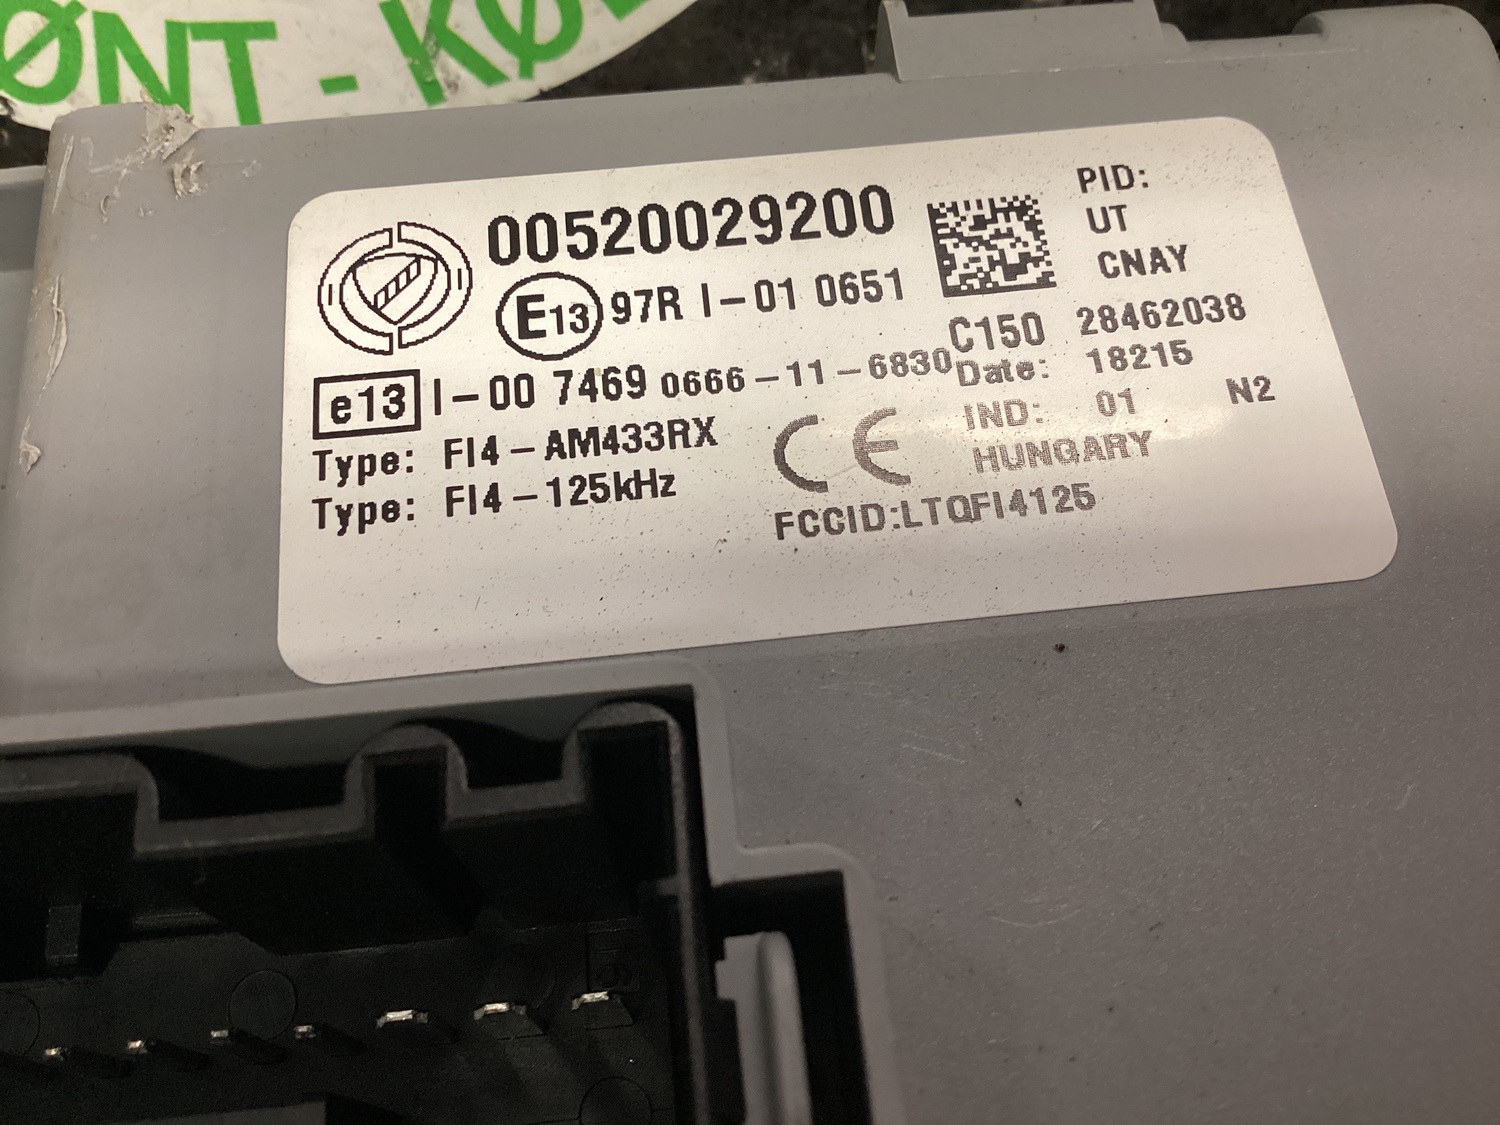 ØNT - KØ
00520029200
E13 97R I-01 0651
e13 I-00 7469 0666-11-6830
Type: FI4-AM433RX
Type: FI4-125kHz
PID:
UT
CNAY
C150 28462038
Date: 18215
IND: 01 N2
HUNGARY
CE
FCCID:LTQFI4125